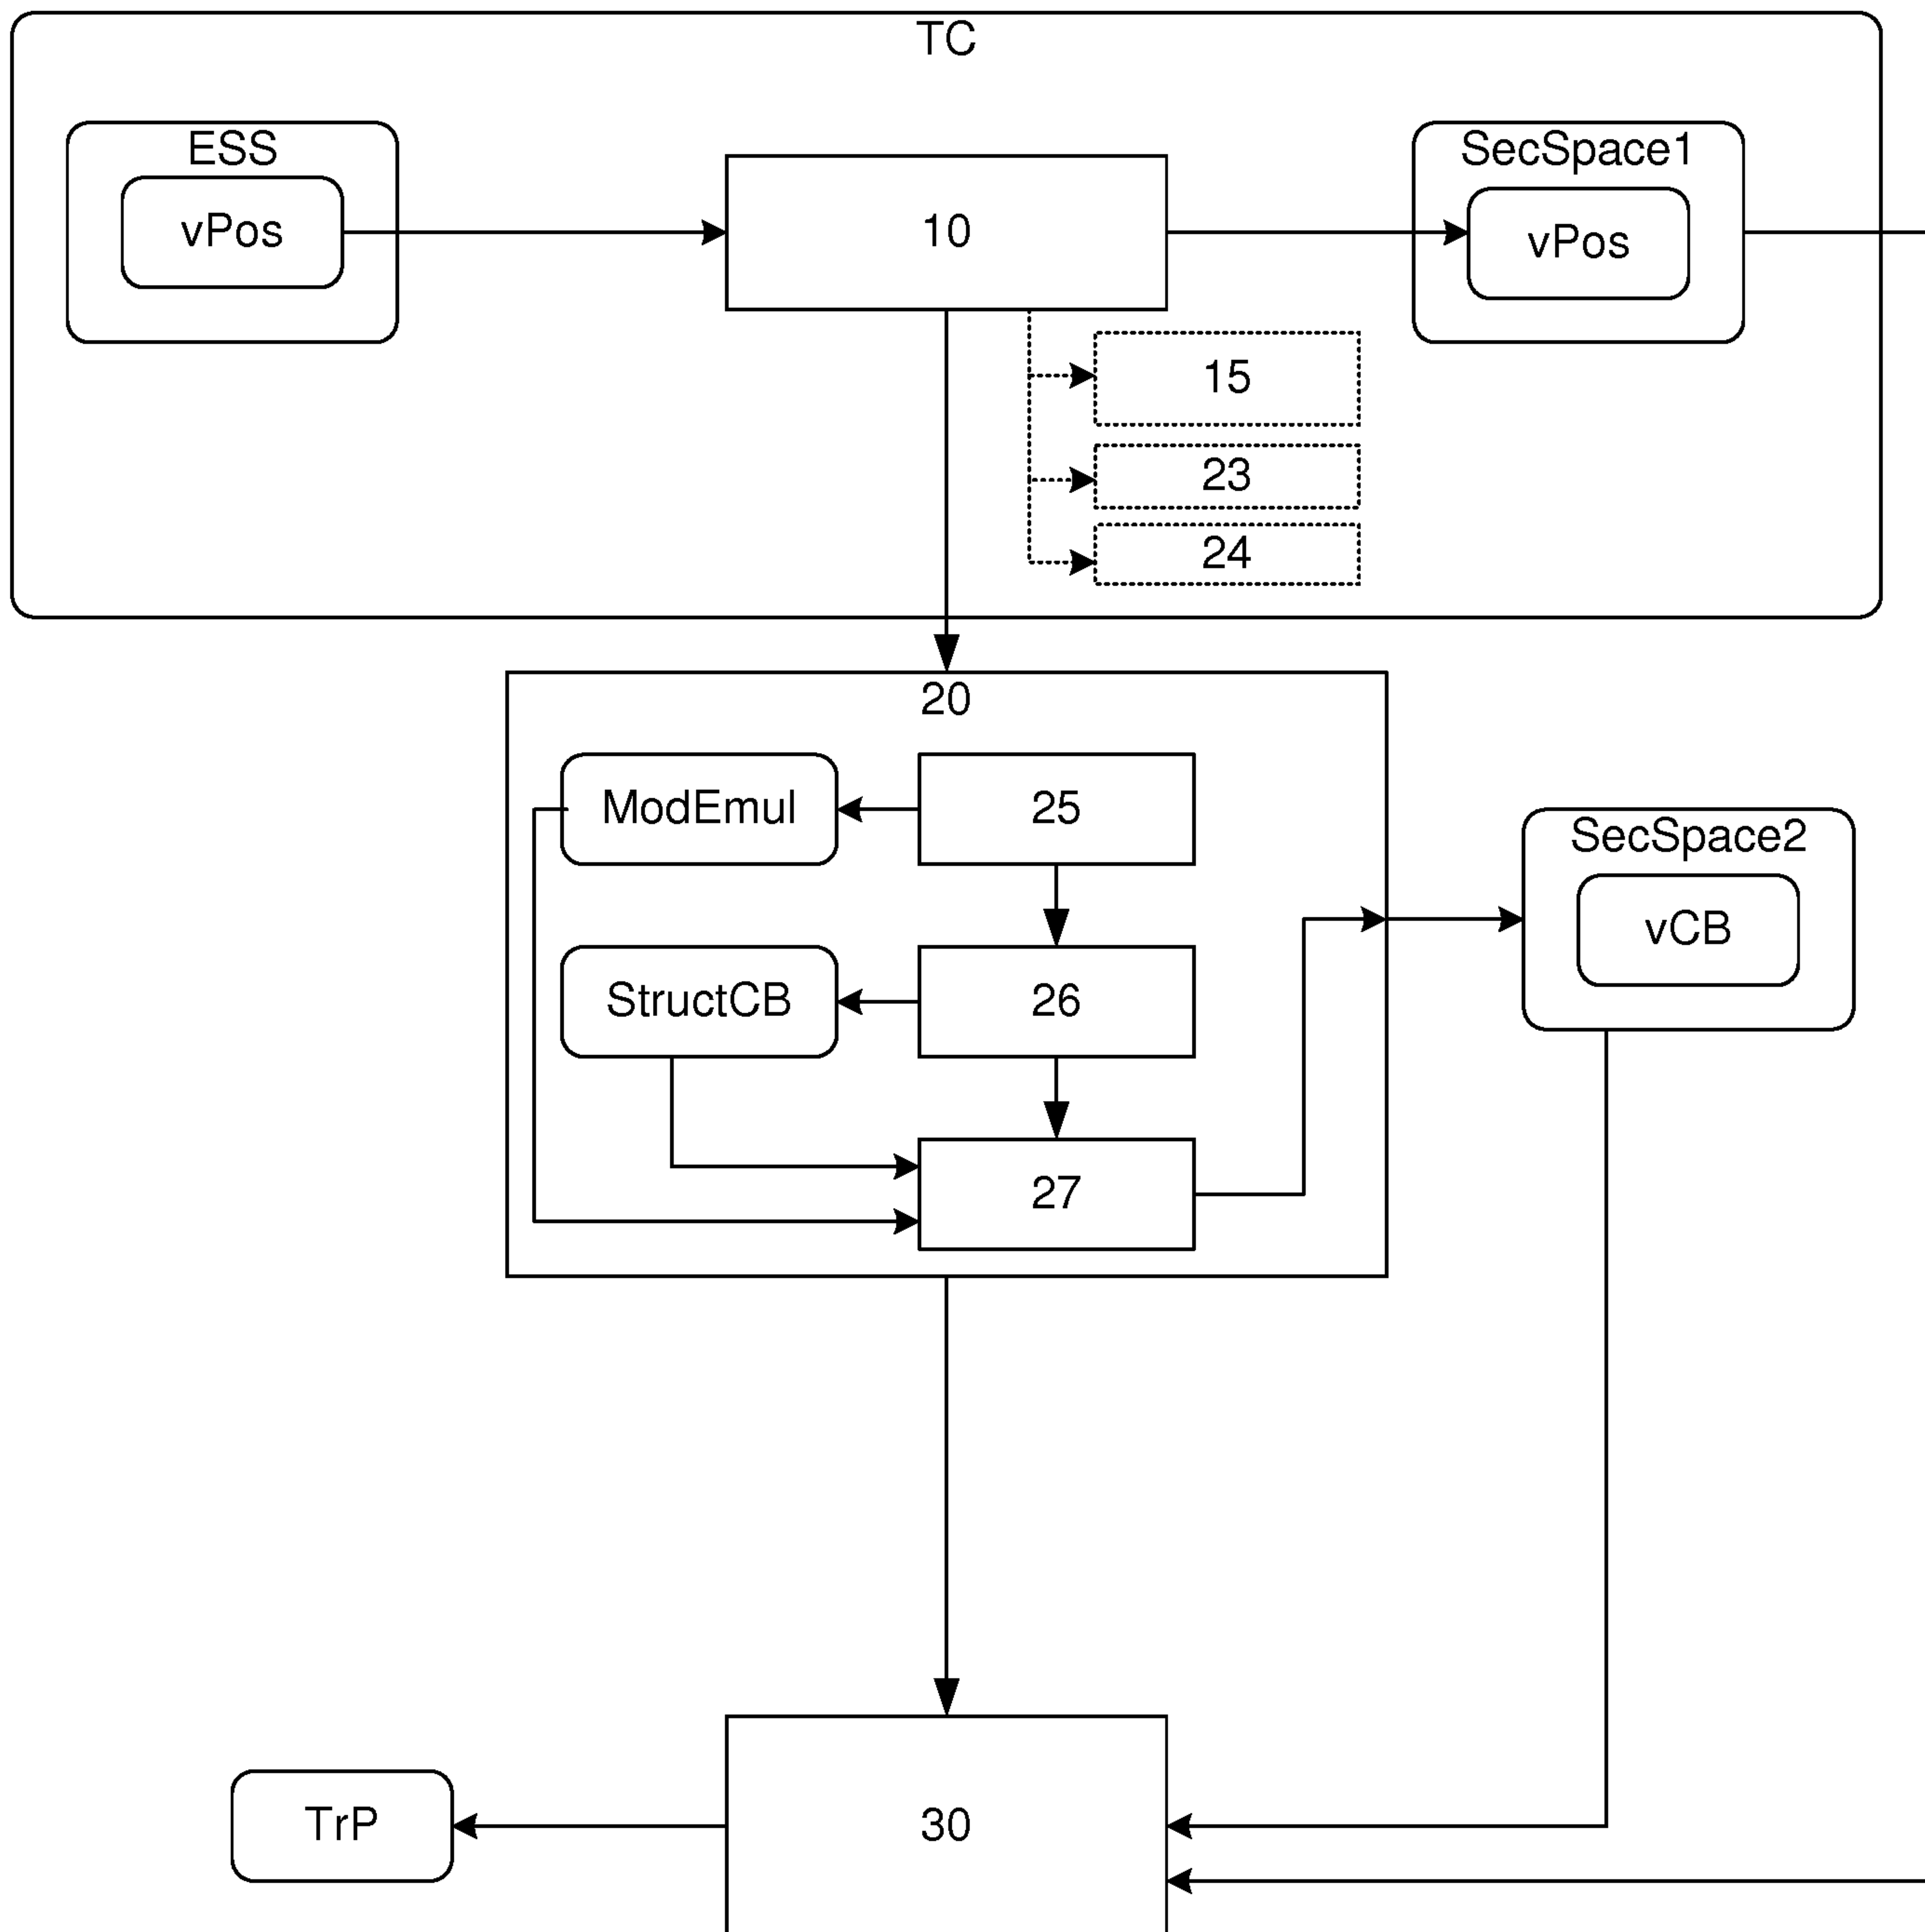 TC
ESS
vPos
10
SecSpace1
vPos
15
23
24
20
ModEmul
25
SecSpace2
vCB
StructCB
26
27
TrP
30